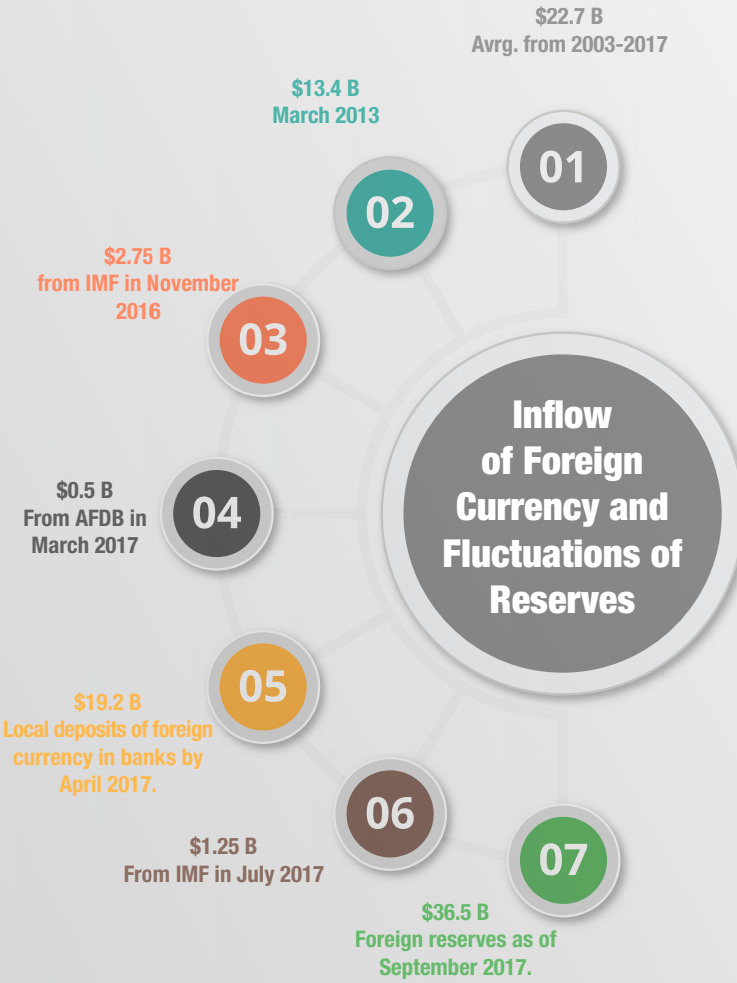 $22.7 B
Avrg. from 2003-2017
01
$13.4 B
March 2013
02
$2.75 B
from IMF in November
2016
03
$0.5 B
From AFDB in
March 2017
04
$19.2 B
Local deposits of foreign
currency in banks by
April 2017.
05
$1.25 B
From IMF in July 2017
06
$36.5 B
Foreign reserves as of
September 2017.
07
Inflow
of Foreign
Currency and
Fluctuations of
Reserves